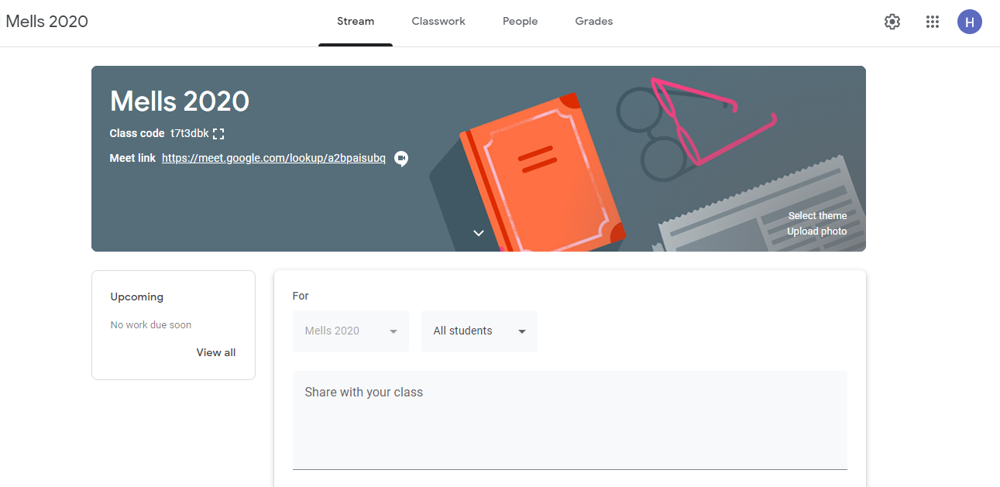 Mells 2020
Stream Classwork People Grades
H
Mells 2020
Class code t7t3dbk
Meet link https://meet.google.com/lookup/a2bpaisubq
Select theme
Upload photo
Upcoming
No work due soon
View all
For
Mells 2020 All students
Share with your class